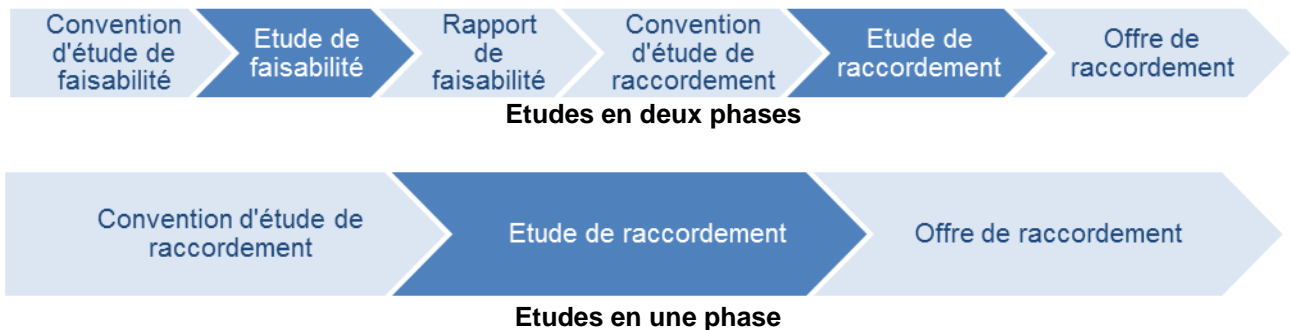 Convention
d'étude de
faisabilité
Etude de
faisabilité
Rapport
de
faisabilité
Convention
d'étude de
raccordement
Etude de
raccordement
Offre de
raccordement
Etudes en deux phases
Convention d'étude de
raccordement
Etude de raccordement
Offre de raccordement
Etudes en une phase